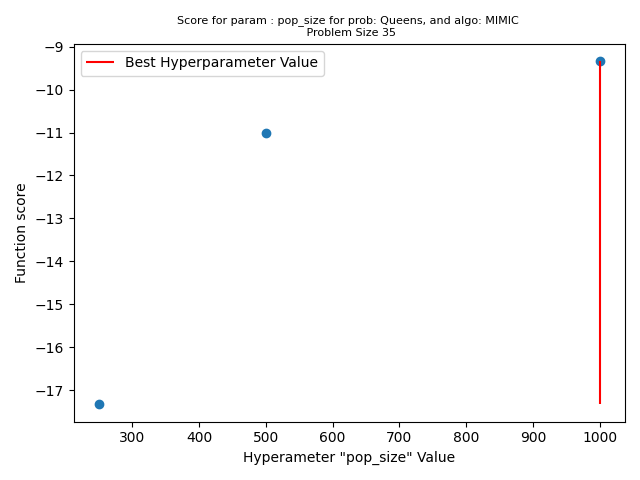 Score for param : pop_size for prob: Queens, and algo: MIMIC
Problem Size 35
Best Hyperparameter Value
Function score
−9
−10
−11
−12
−13
−14
−15
−16
−17
300 400 500 600 700 800 900 1000
Hyperameter "pop_size" Value